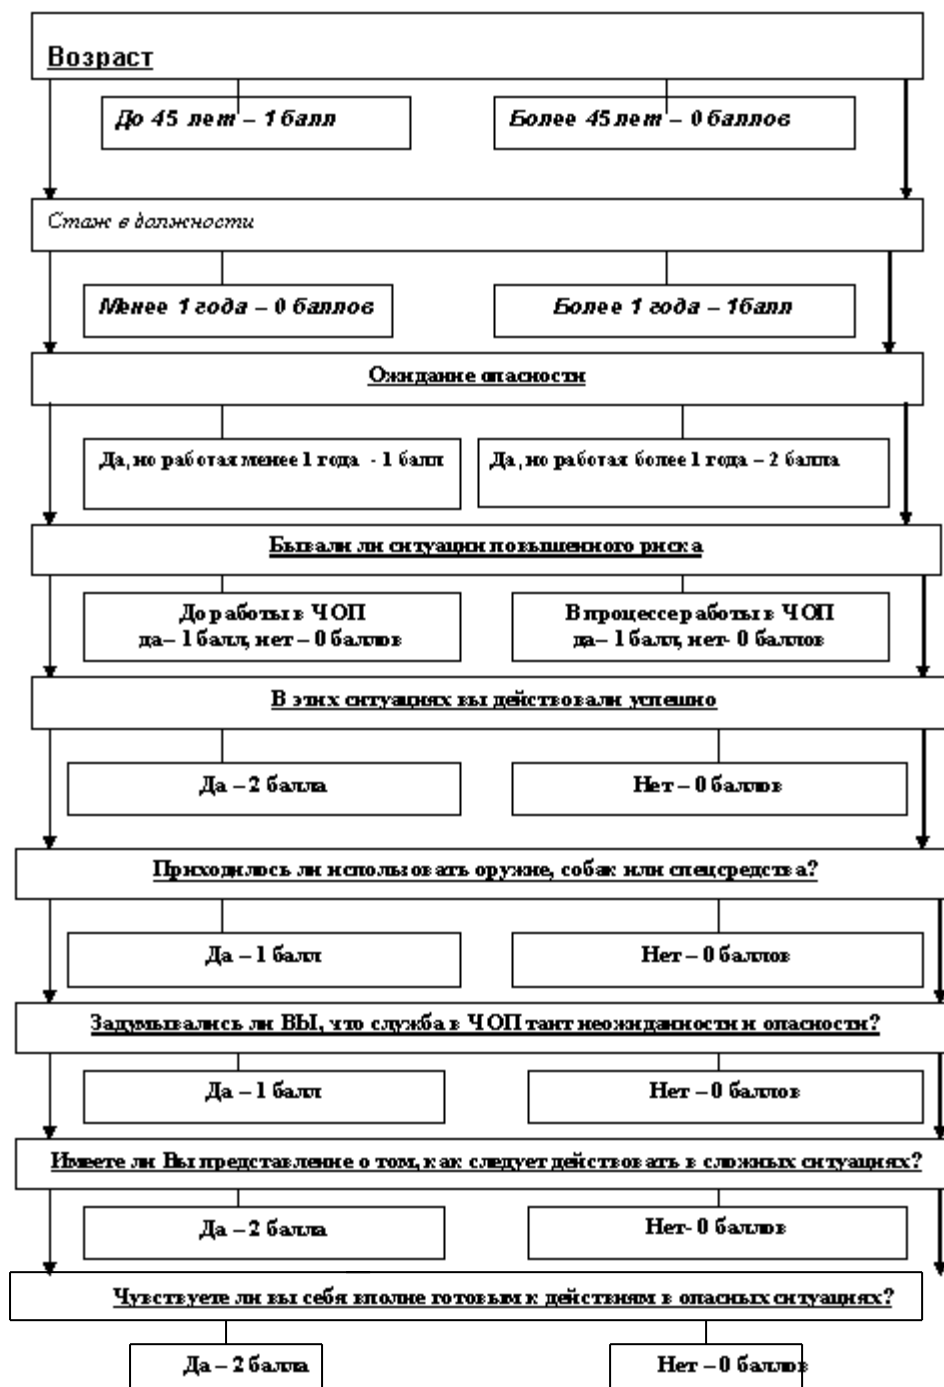 Возраст
До 45 лет – 1 балл
Более 45 лет – 0 баллов
Стаж в должности
Менее 1 года – 0 баллов
Более 1 года – 1балл
Ожидание опасности
Да, но работая менее 1 года - 1 балл
Да, но работая более 1 года – 2 балла
Бывали ли ситуации повышенного риска
До работы в ЧОП
да– 1 балл, нет – 0 баллов
В процессе работы в ЧОП
да– 1 балл, нет- 0 баллов
В этих ситуациях вы действовали успешно
Да – 2 балла
Нет – 0 баллов
Приходилось ли использовать оружие, собак или спецсредства?
Да – 1 балл
Нет – 0 баллов
Задумывались ли ВЫ, что служба в ЧОП таит неожиданности и опасности?
Да – 1 балл
Нет – 0 баллов
Имеете ли Вы представление о том, как следует действовать в сложных ситуациях?
Да – 2 балла
Нет- 0 баллов
Чувствуете ли вы себя вполне готовым к действиям в опасных ситуациях?
Да – 2 балла
Нет – 0 баллов